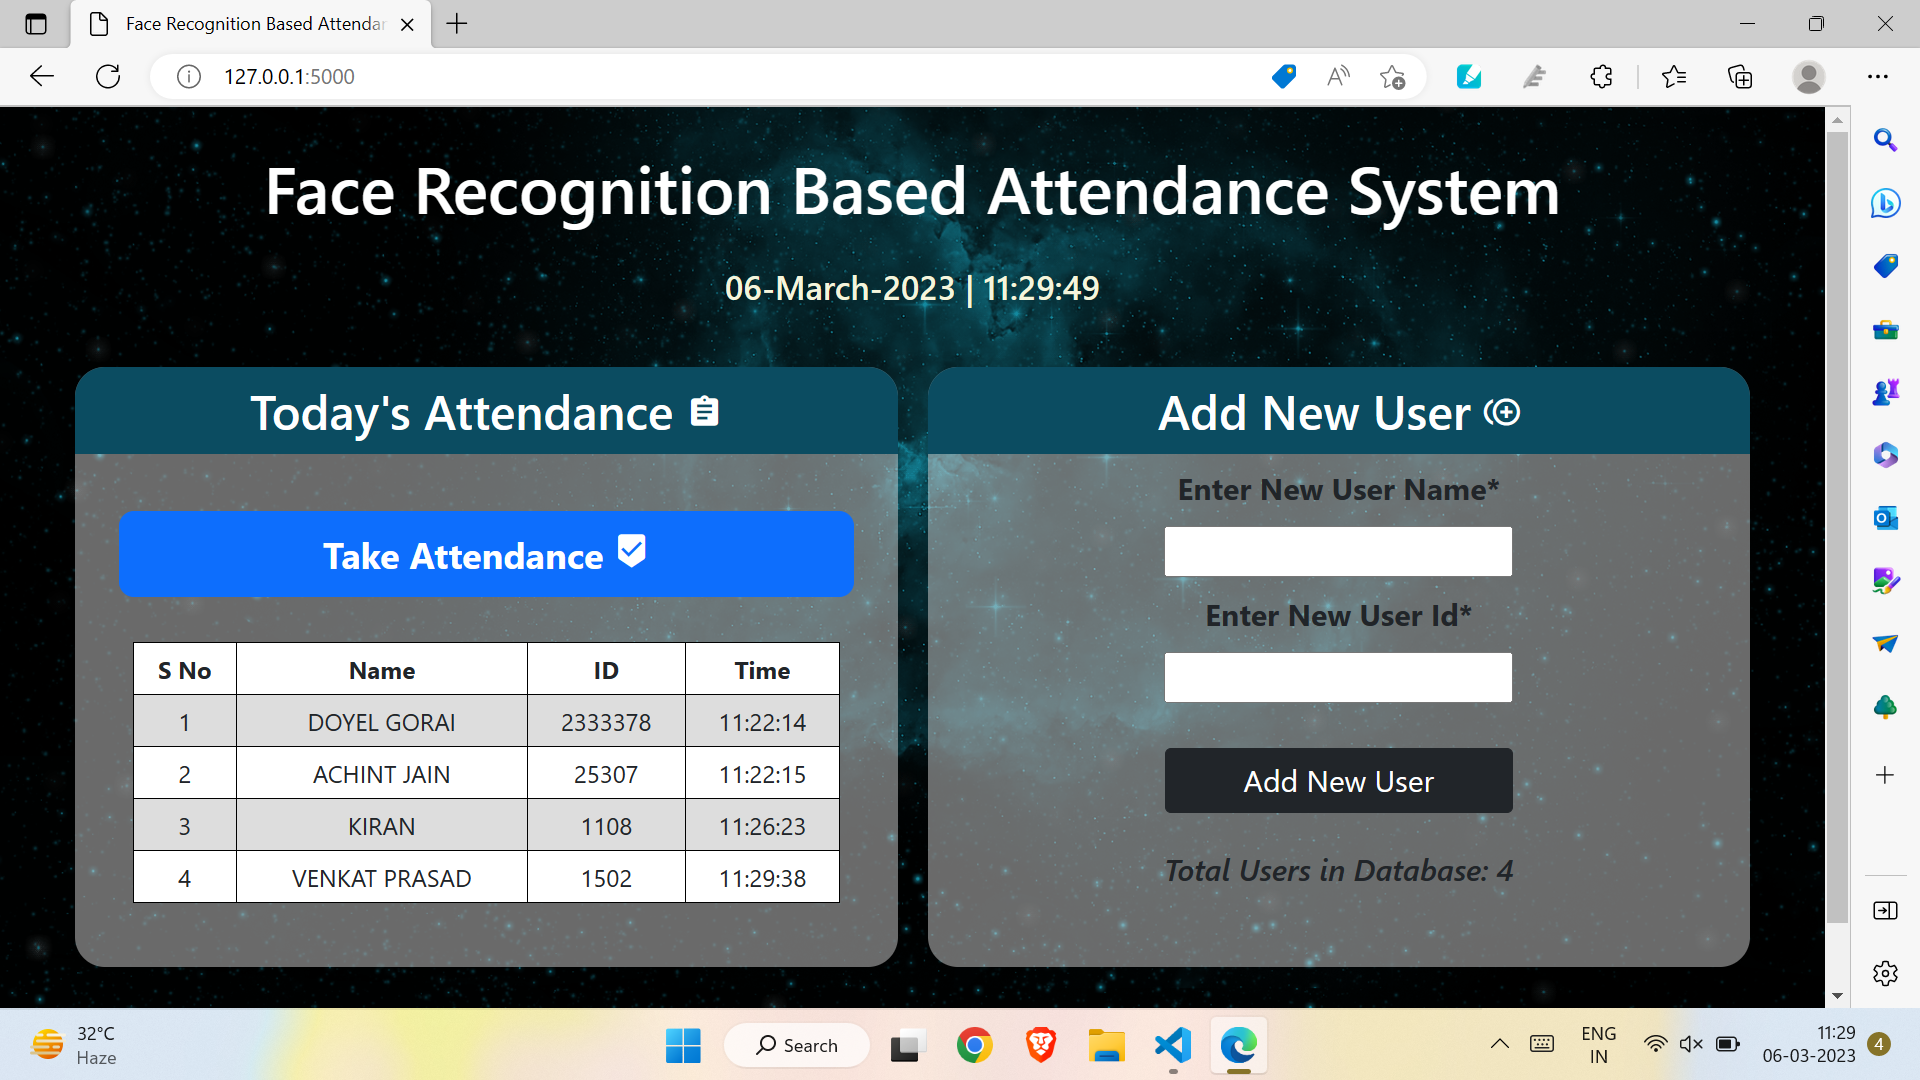 Face Recognition Based Attendar
127.0.0.1:5000
Face Recognition Based Attendance System
06-March-2023 | 11:29:49
Today's Attendance
Take Attendance
S No Name ID Time
1 DOYEL GORAI 2333378 11:22:14
2 ACHINT JAIN 25307 11:22:15
3 KIRAN 1108 11:26:23
4 VENKAT PRASAD 1502 11:29:38
Add New User
Enter New User Name*
Enter New User Id*
Add New User
Total Users in Database: 4
32°C
Haze
Search
ENG
IN
11:29
06-03-2023
4